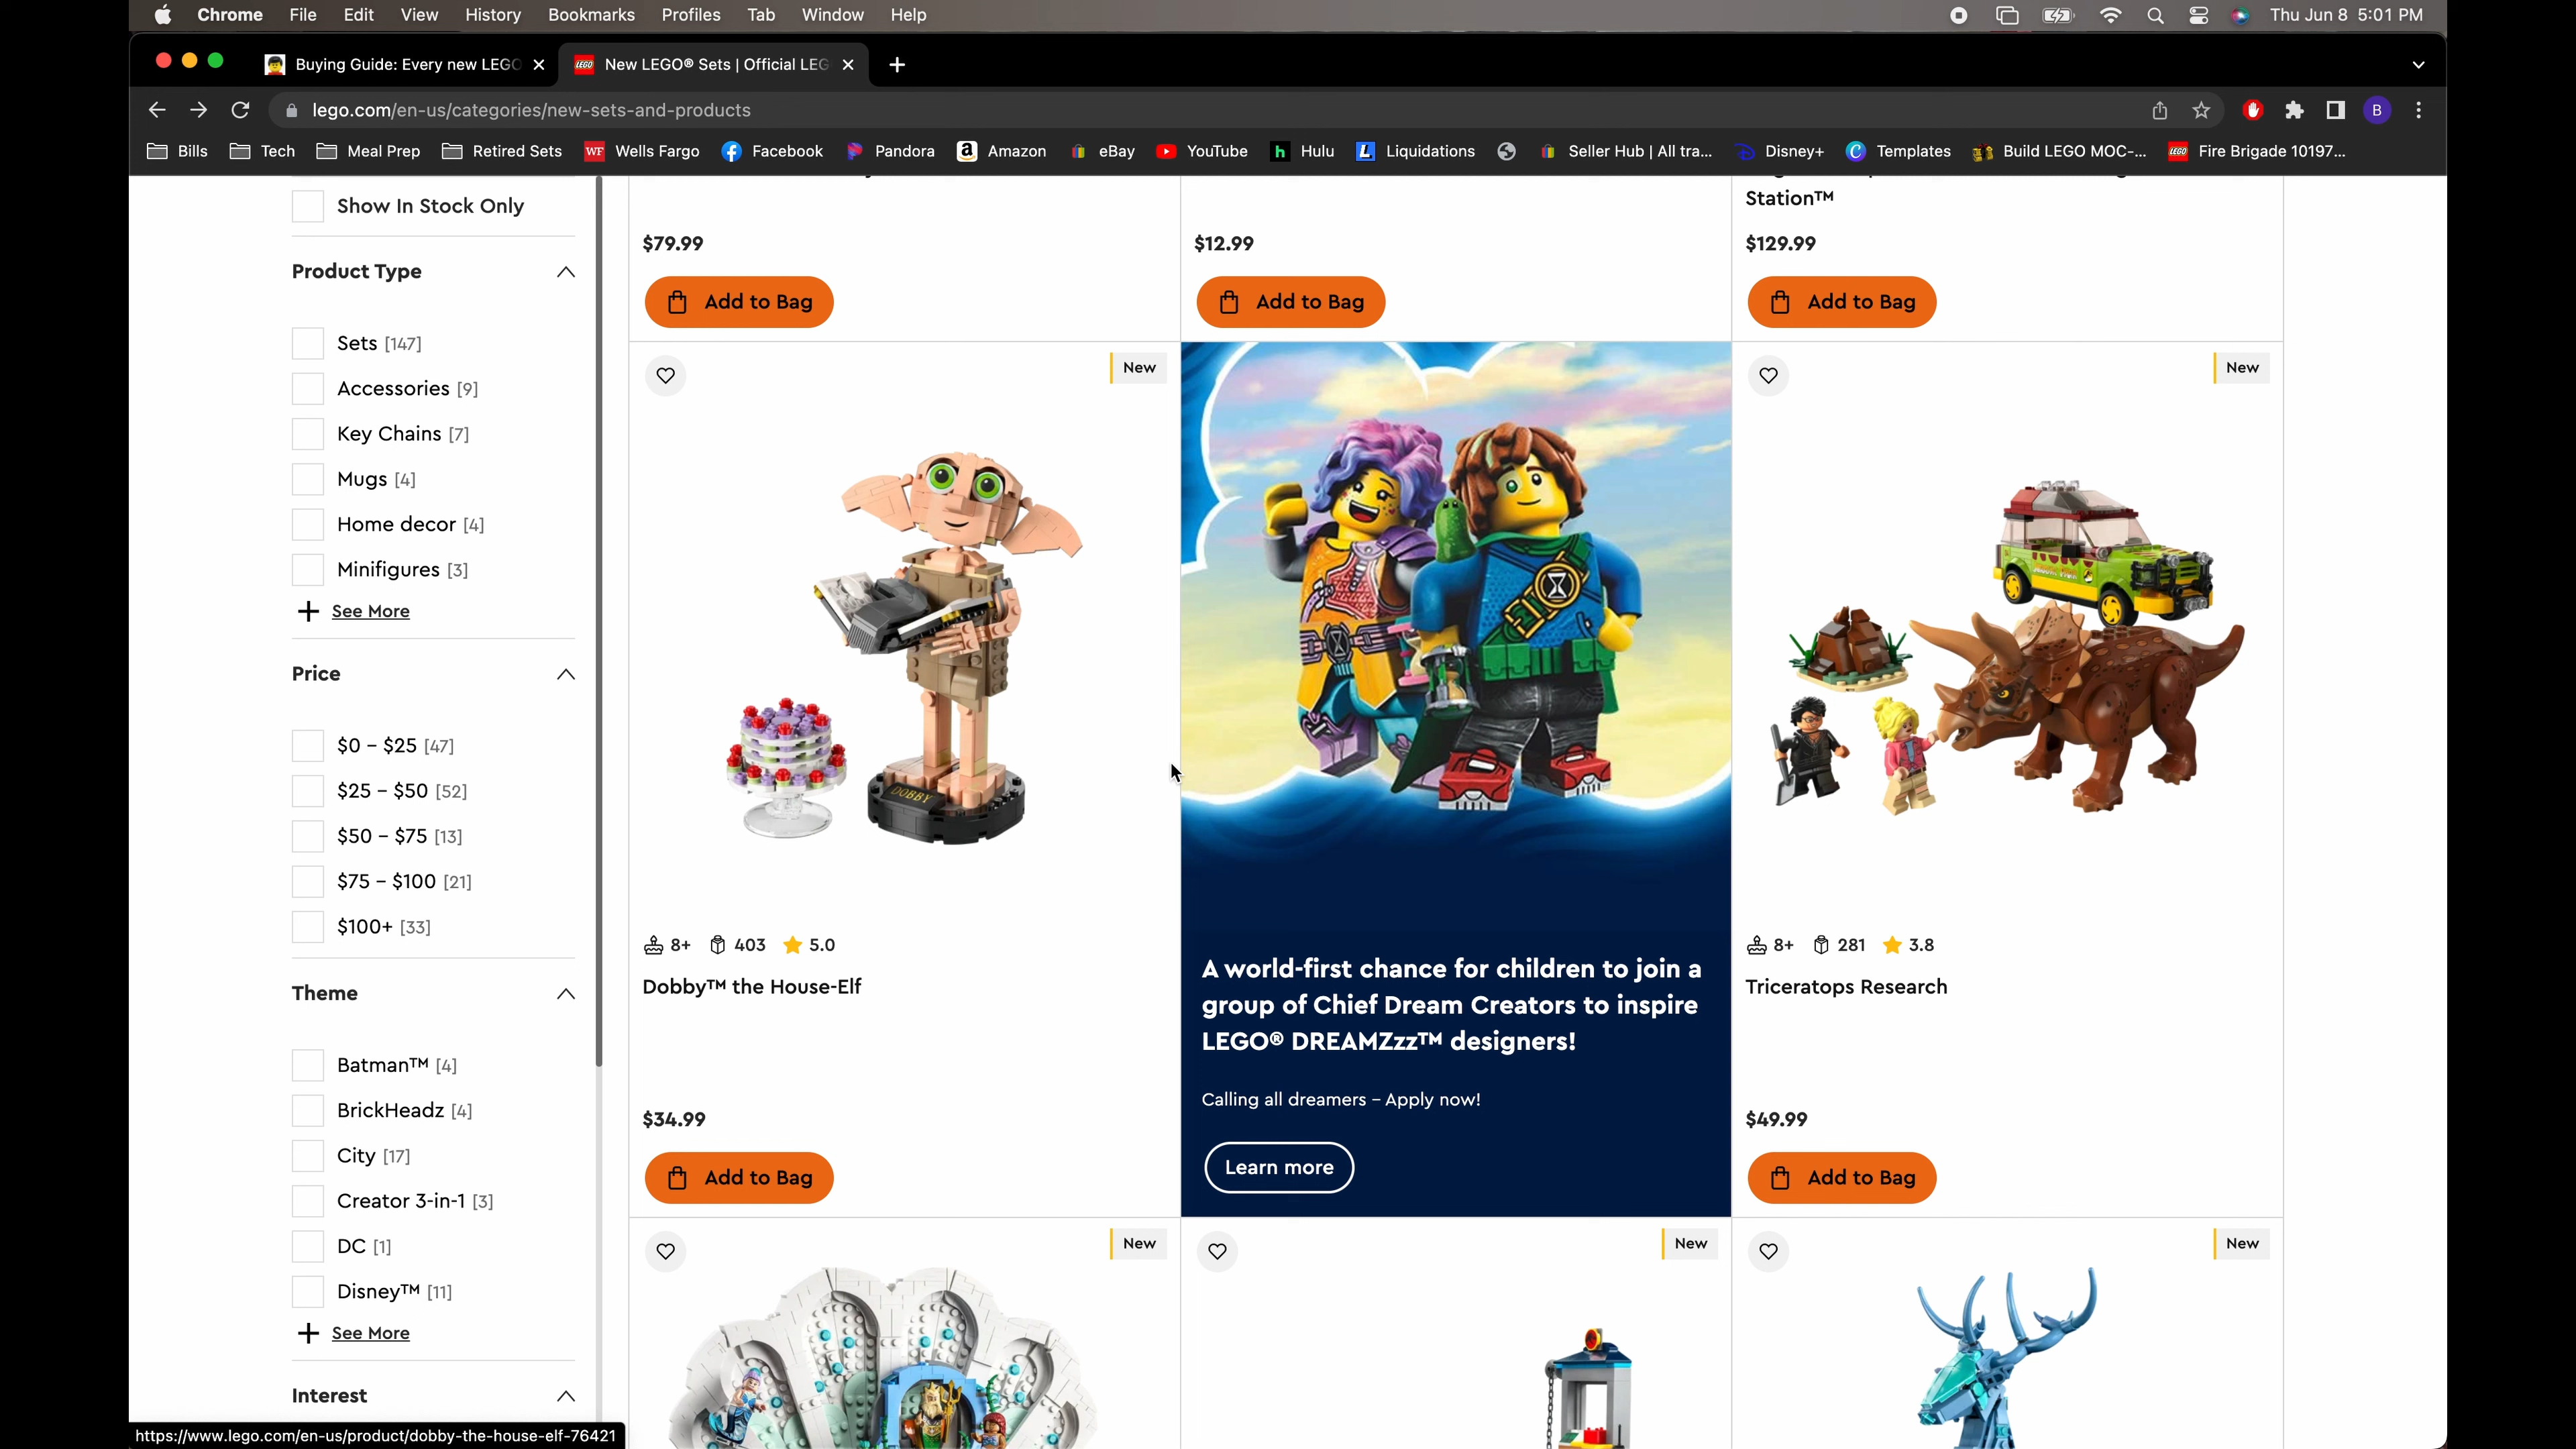 Chrome File Edit View History Bookmarks Profiles Tab Window Help Thu Jun 8 5:01 PM
Buying Guide: Every new LEGO New LEGO® Sets | Official LEG
lego.com/en-us/categories/new-sets-and-products B
Bills Tech Meal Prep Retired Sets WF Wells Fargo Facebook Pandora Amazon eBay YouTube h Hulu L Liquidations Seller Hub | All tra... Disney+ Templates Build LEGO MOC-... Fire Brigade 10197...
Show In Stock Only
Product Type
Sets [147]
Accessories [9]
Key Chains [7]
Mugs [4]
Home decor [4]
Minifigures [3]
See More
Price
$0 – $25 [47]
$25 – $50 [52]
$50 – $75 [13]
$75 – $100 [21]
$100+ [33]
Theme
Batman™ [4]
BrickHeadz [4]
City [17]
Creator 3-in-1 [3]
DC [1]
Disney™ [11]
See More
Interest
https://www.lego.com/en-us/product/dobby-the-house-elf-76421
$79.99
Add to Bag
$12.99
Add to Bag
Station™
$129.99
Add to Bag
New
DOBBY
8+ 403 5.0
Dobby™ the House-Elf
$34.99
Add to Bag
A world-first chance for children to join a
group of Chief Dream Creators to inspire
LEGO® DREAMZzz™ designers!
Calling all dreamers – Apply now!
Learn more
New
8+ 281 3.8
Triceratops Research
$49.99
Add to Bag
New
New
New